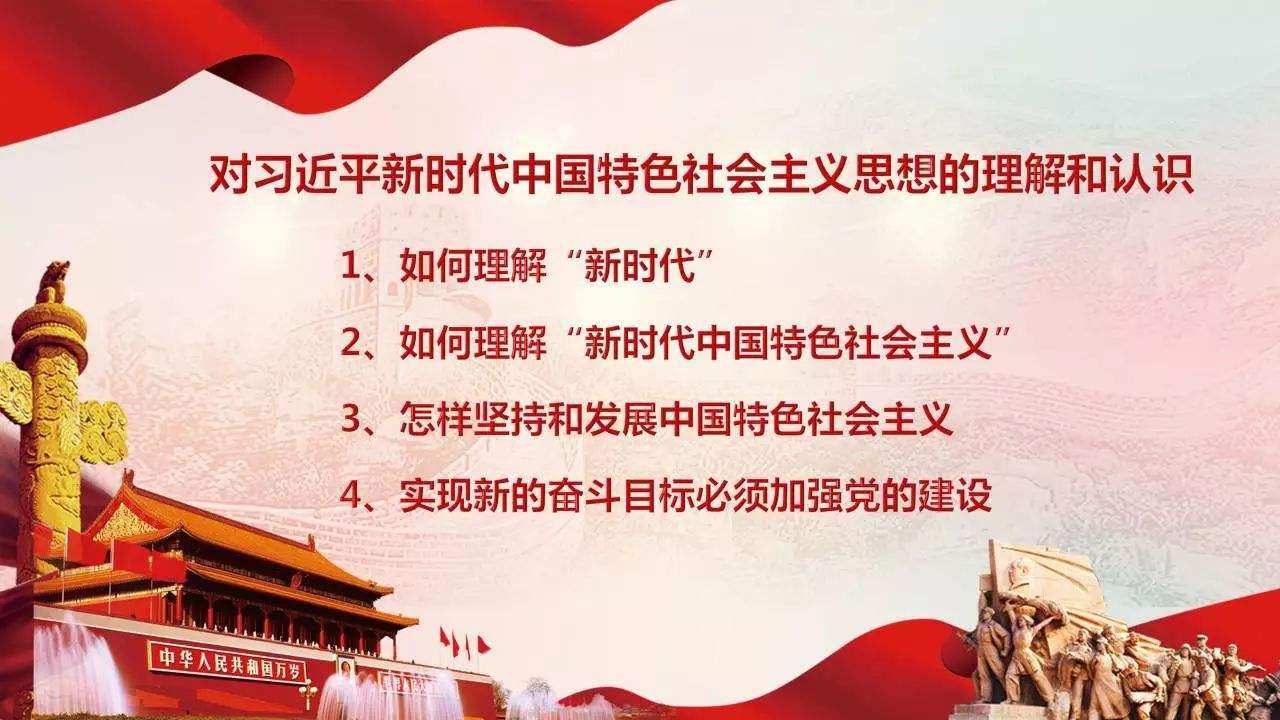 对习近平新时代中国特色社会主义思想的理解和认识
1、如何理解“新时代”
2、如何理解“新时代中国特色社会主义”
3、怎样坚持和发展中国特色社会主义
4、实现新的奋斗目标必须加强党的建设
中华人民共和国万岁